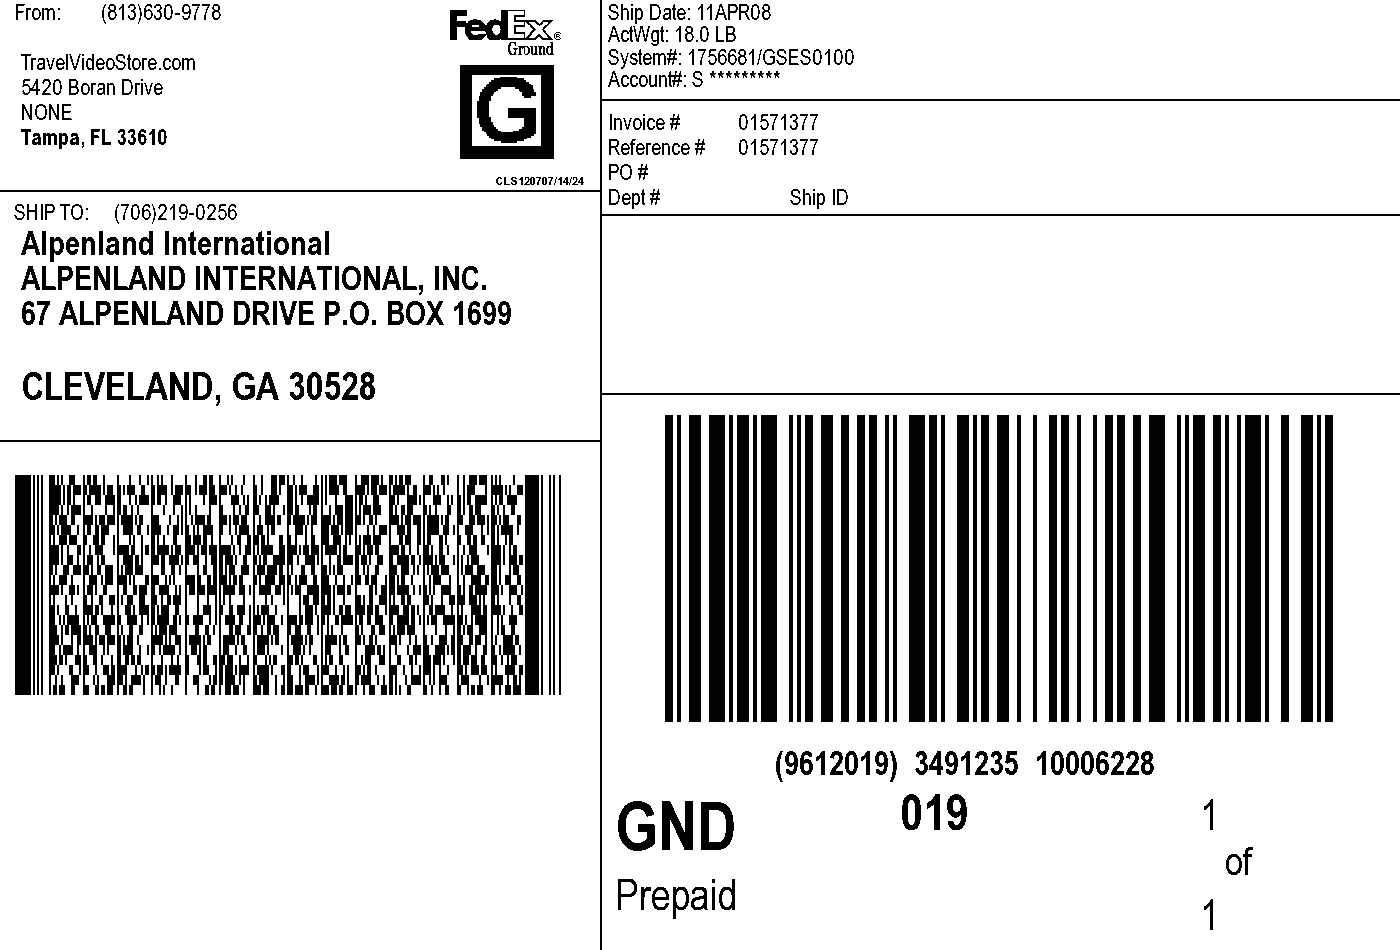 From: (813)630-9778
TravelVideoStore.com
5420 Boran Drive
NONE
Tampa, FL 33610
FedEx®
Ground
G
CLS120707/14/24
Ship Date: 11APR08
ActWgt: 18.0 LB
System#: 1756681/GSES0100
Account#: S *********
Invoice # 01571377
Reference # 01571377
PO #
Dept # Ship ID
SHIP TO: (706)219-0256
Alpenland International
ALPENLAND INTERNATIONAL, INC.
67 ALPENLAND DRIVE P.O. BOX 1699
CLEVELAND, GA 30528
(9612019) 3491235 10006228
GND 019 1
of
Prepaid 1